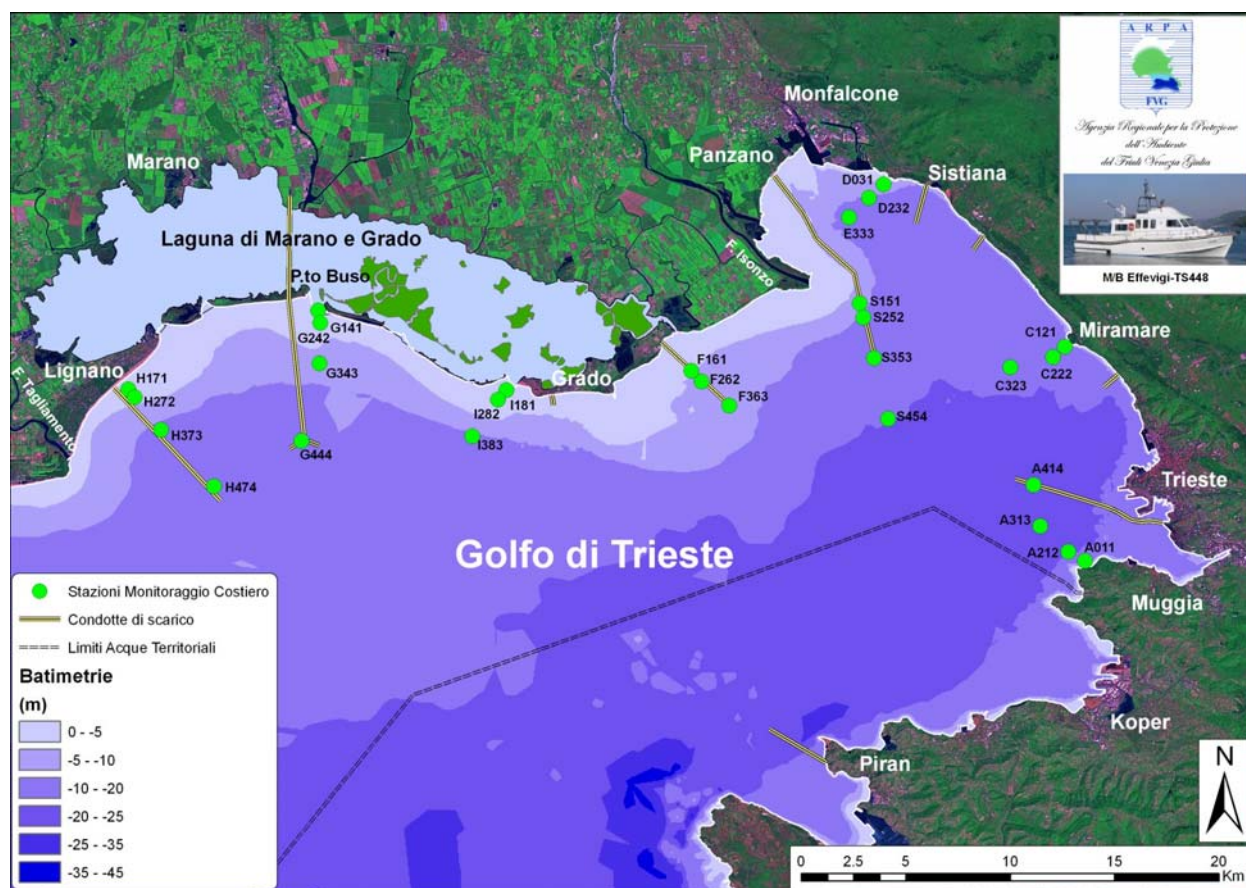 A R P A
FVG
Agenzia Regionale per la Protezione
dell'Ambiente
del Friuli Venezia Giulia
M/B Effevigi-TS448
Monfalcone
Panzano
Sistiana
D031
D232
E333
Marano
Laguna di Marano e Grado
P.to Buso
F. Isonzo
G141
G242
G343
S151
S252
S353
Miramare
C121
C222
C323
Lignano
F. Tagliamento
H171
H272
H373
H474
G444
I181
I282
I383
Grado
F161
F262
F363
S454
A414
Trieste
A313
A212
A011
Golfo di Trieste
Muggia
Koper
Piran
Stazioni Monitoraggio Costiero
Condotte di scarico
Limiti Acque Territoriali
Batimetrie
(m)
0 - -5
-5 - -10
-10 - -20
-20 - -25
-25 - -35
-35 - -45
N
0 2.5 5 10 15 20
Km